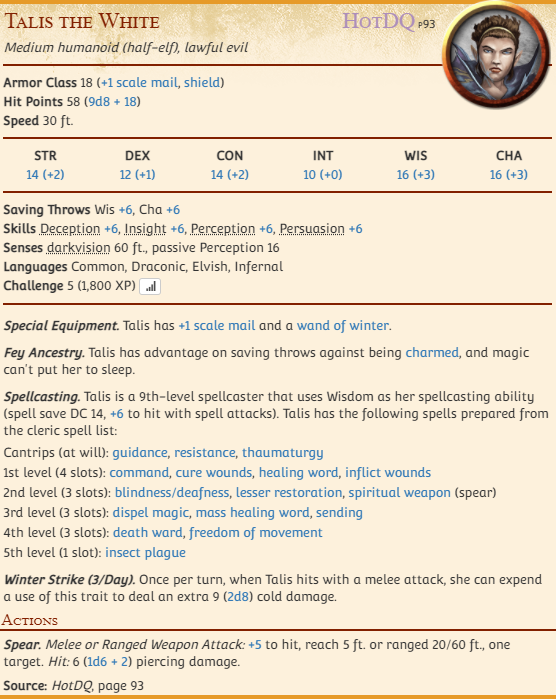 Talis the White HotDQ p93
Medium humanoid (half-elf), lawful evil
Armor Class 18 (+1 scale mail, shield)
Hit Points 58 (9d8 + 18)
Speed 30 ft.
STR DEX CON INT WIS CHA
14 (+2) 12 (+1) 14 (+2) 10 (+0) 16 (+3) 16 (+3)
Saving Throws Wis +6, Cha +6
Skills Deception +6, Insight +6, Perception +6, Persuasion +6
Senses darkvision 60 ft., passive Perception 16
Languages Common, Draconic, Elvish, Infernal
Challenge 5 (1,800 XP)
Special Equipment. Talis has +1 scale mail and a wand of winter.
Fey Ancestry. Talis has advantage on saving throws against being charmed, and magic
can't put her to sleep.
Spellcasting. Talis is a 9th-level spellcaster that uses Wisdom as her spellcasting ability
(spell save DC 14, +6 to hit with spell attacks). Talis has the following spells prepared from
the cleric spell list:
Cantrips (at will): guidance, resistance, thaumaturgy
1st level (4 slots): command, cure wounds, healing word, inflict wounds
2nd level (3 slots): blindness/deafness, lesser restoration, spiritual weapon (spear)
3rd level (3 slots): dispel magic, mass healing word, sending
4th level (3 slots): death ward, freedom of movement
5th level (1 slot): insect plague
Winter Strike (3/Day). Once per turn, when Talis hits with a melee attack, she can expend
a use of this trait to deal an extra 9 (2d8) cold damage.
Actions
Spear. Melee or Ranged Weapon Attack: +5 to hit, reach 5 ft. or ranged 20/60 ft., one
target. Hit: 6 (1d6 + 2) piercing damage.
Source: HotDQ, page 93